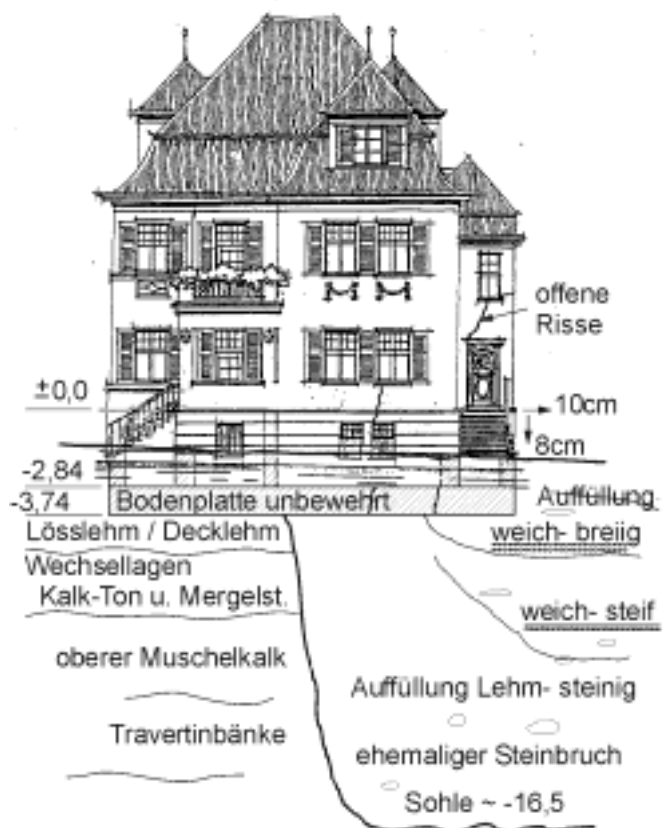 offene
Risse
±0,0
10cm
8cm
-2,84
-3,74
Bodenplatte unbewehrt
Auffüllung
Lösslehm / Decklehm
weich- breiig
Wechsellagen
Kalk-Ton u. Mergelst.
weich- steif
oberer Muschelkalk
Auffüllung Lehm- steinig
Travertinbänke
ehemaliger Steinbruch
Sohle ~ -16,5